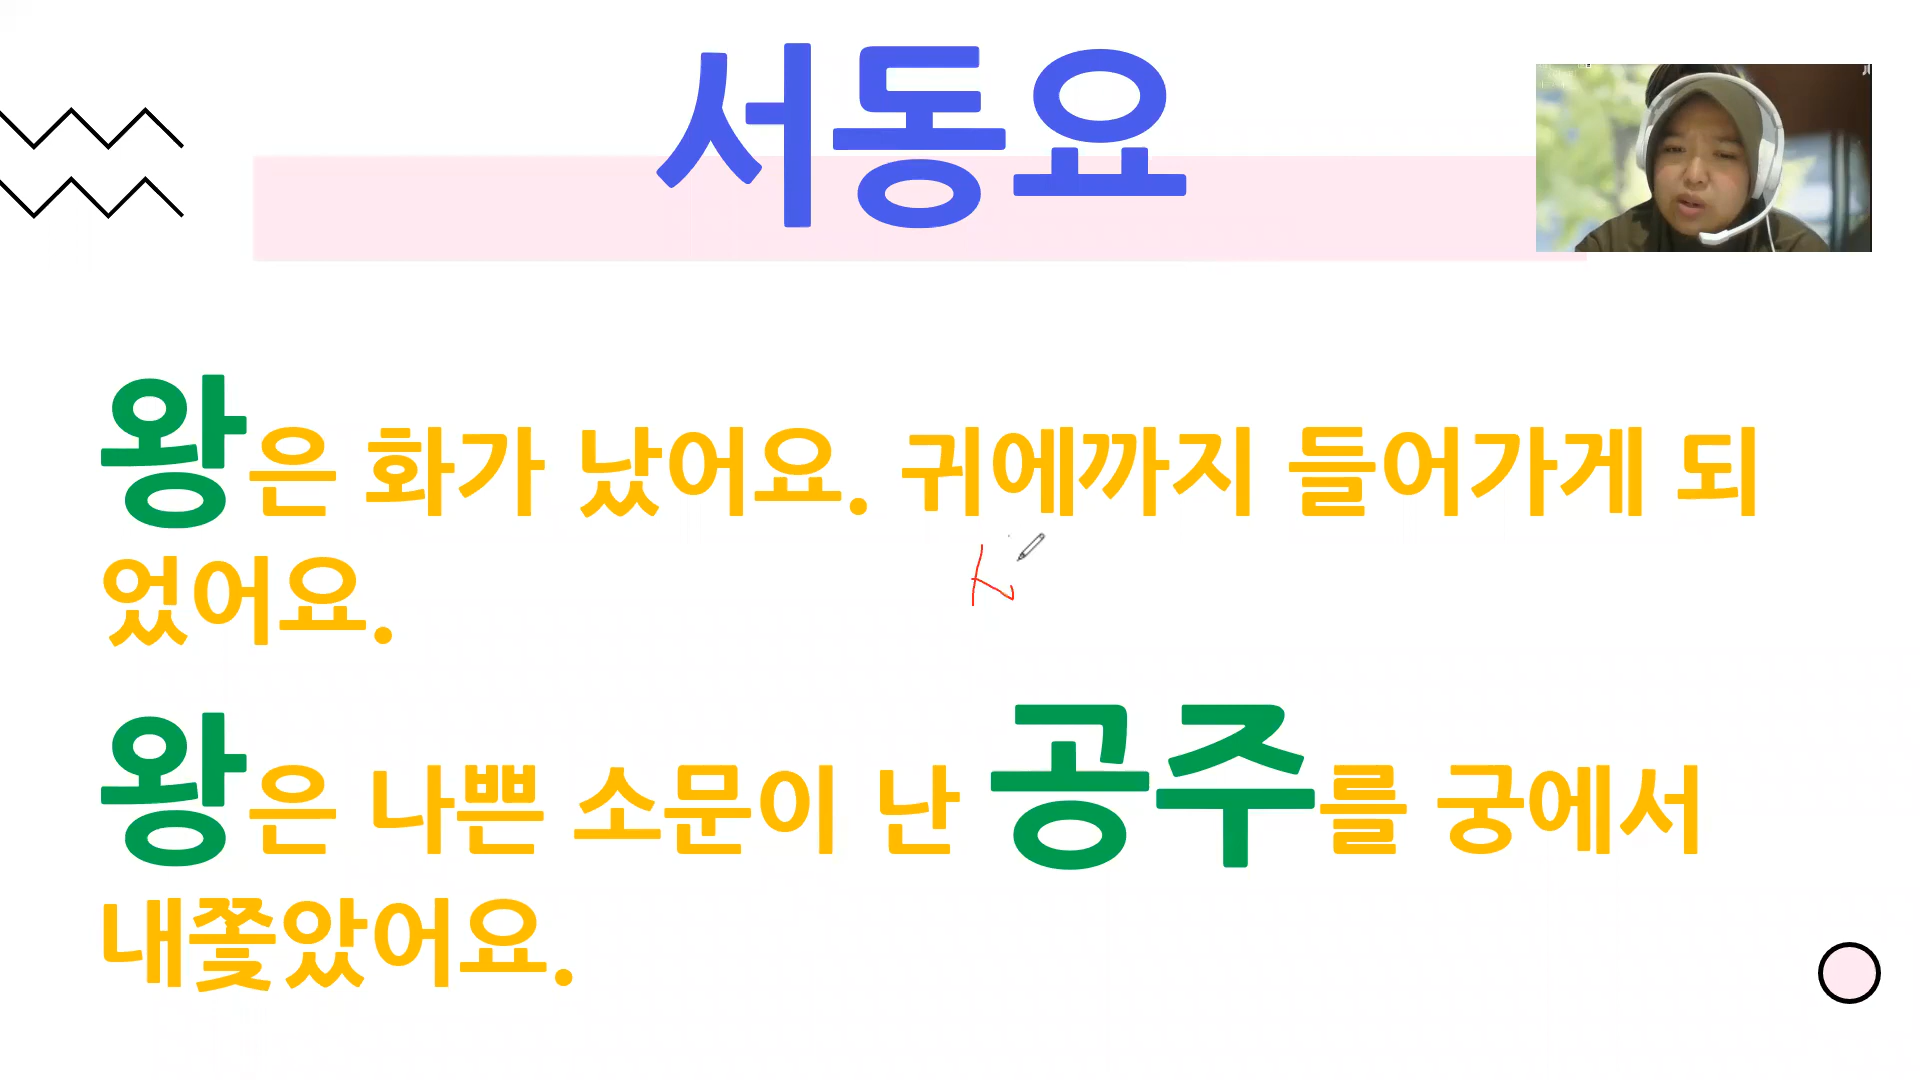 서동요
왕은 화가 났어요. 귀에까지 들어가게 되
었어요.
왕은 나쁜 소문이 난 공주를 궁에서
내쫓았어요.